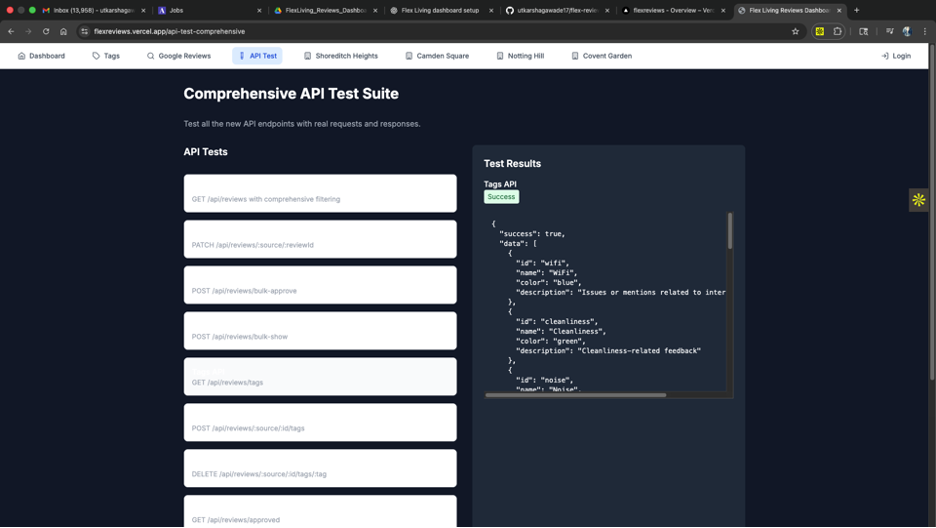 Inbox (13,958) - utkarshagaw
Jobs
FlexLiving_Reviews_Dashbo
Flex Living dashboard setup
utkarshagawade17/flex-revie
flexreviews - Overview – Ver
Flex Living Reviews Dashboa
flexreviews.vercel.app/api-test-comprehensive
Dashboard
Tags
Google Reviews
API Test
Shoreditch Heights
Camden Square
Notting Hill
Covent Garden
Login
Comprehensive API Test Suite
Test all the new API endpoints with real requests and responses.
API Tests
GET /api/reviews with comprehensive filtering
PATCH /api/reviews/:source/:reviewId
POST /api/reviews/bulk-approve
POST /api/reviews/bulk-show
GET /api/reviews/tags
POST /api/reviews/:source/:id/tags
DELETE /api/reviews/:source/:id/tags/:tag
GET /api/reviews/approved
Test Results
Tags API
Success
{
"success": true,
"data": [
{
"id": "wifi",
"name": "WiFi",
"color": "blue",
"description": "Issues or mentions related to inter
},
{
"id": "cleanliness",
"name": "Cleanliness",
"color": "green",
"description": "Cleanliness-related feedback"
},
{
"id": "noise",
"name": "Noise",